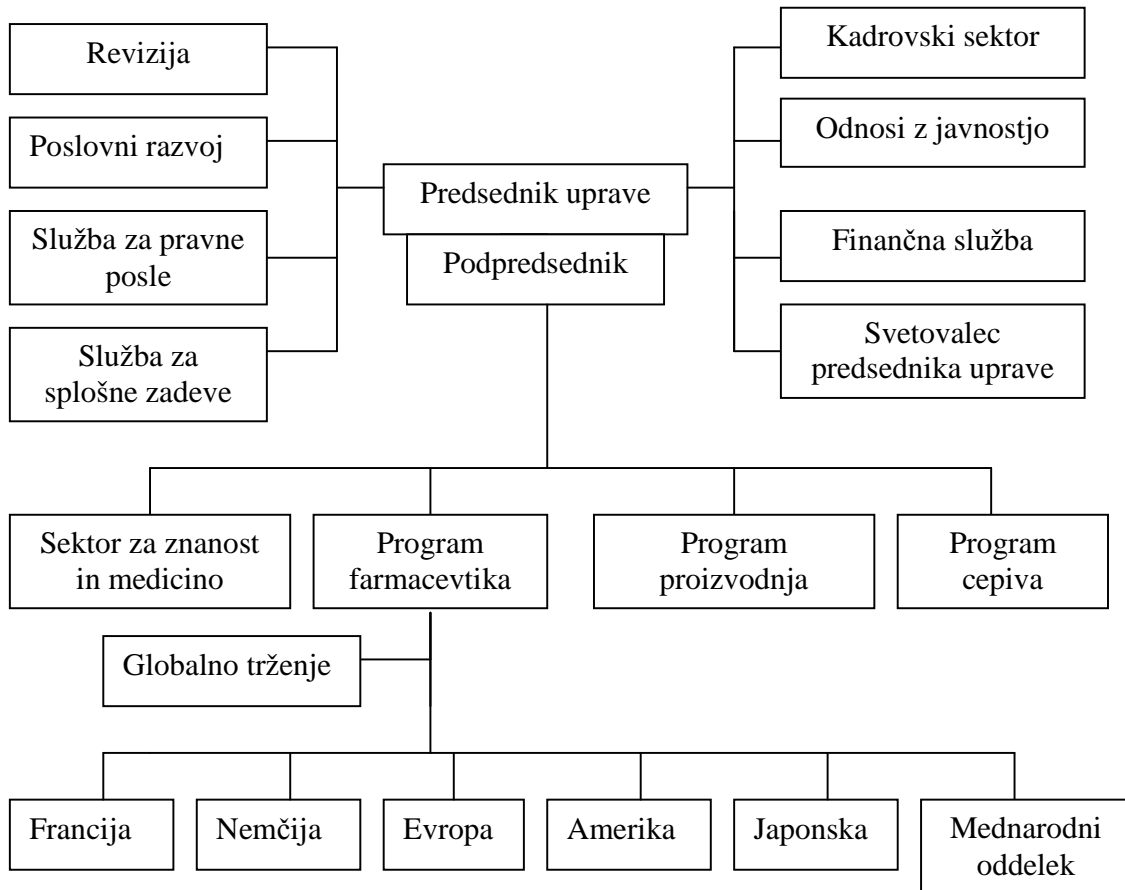 Revizija
Poslovni razvoj
Služba za pravne
posle
Služba za
splošne zadeve
Predsednik uprave
Podpredsednik
Kadrovski sektor
Odnosi z javnostjo
Finančna služba
Svetovalec
predsednika uprave
Sektor za znanost
in medicino
Program
farmacevtika
Program
proizvodnja
Program
cepiva
Globalno trženje
Francija
Nemčija
Evropa
Amerika
Japonska
Mednarodni
oddelek